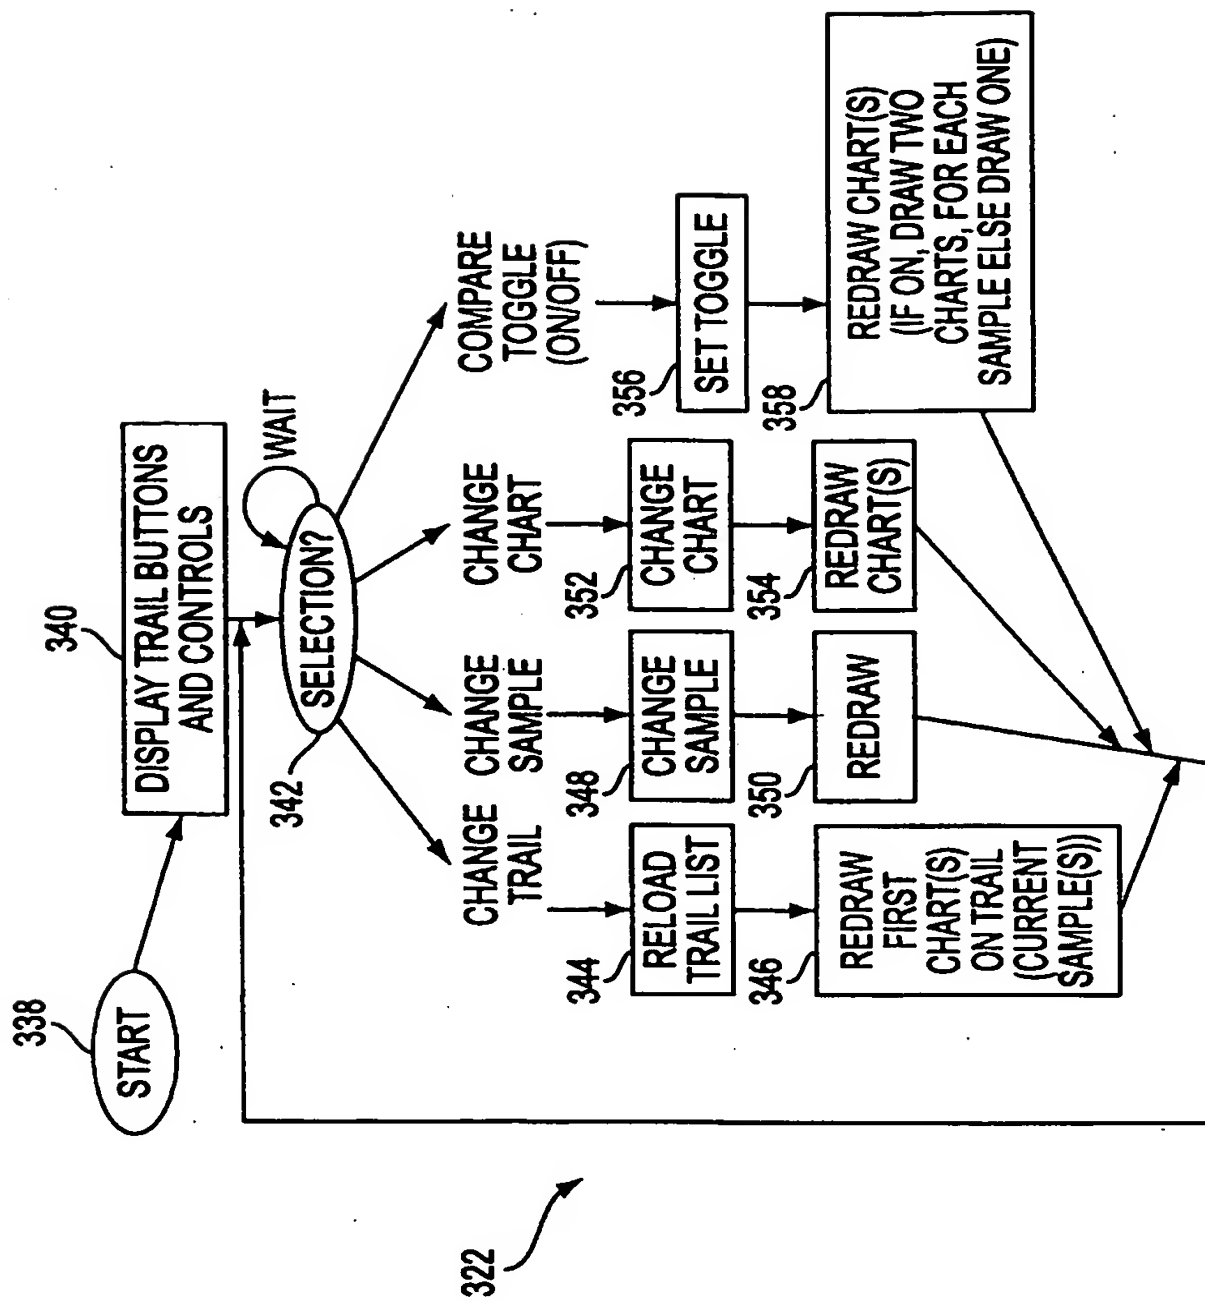 338
START
340
DISPLAY TRAIL BUTTONS
AND CONTROLS
342
SELECTION?
WAIT
CHANGE
TRAIL
CHANGE
SAMPLE
CHANGE
CHART
COMPARE
TOGGLE
(ON/OFF)
344
RELOAD
TRAIL LIST
348
CHANGE
SAMPLE
352
CHANGE
CHART
356
SET TOGGLE
346
REDRAW
FIRST
CHART(S)
ON TRAIL
(CURRENT
SAMPLE(S))
350
REDRAW
354
REDRAW
CHART(S)
358
REDRAW CHART(S)
(IF ON, DRAW TWO
CHARTS, FOR EACH
SAMPLE ELSE DRAW ONE)
322